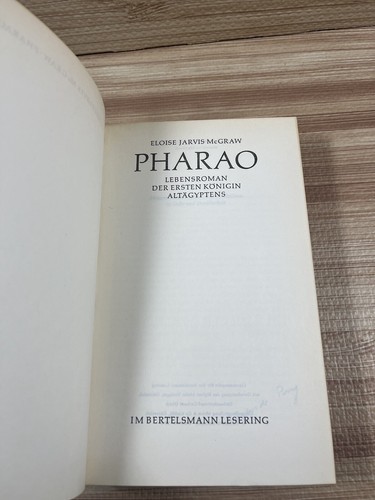 ELOISE JARVIS McGRAW
PHARAO
LEBENSROMAN
DER ERSTEN KÖNIGIN
ALTÄGYPTENS
IM BERTELSMANN LESERING